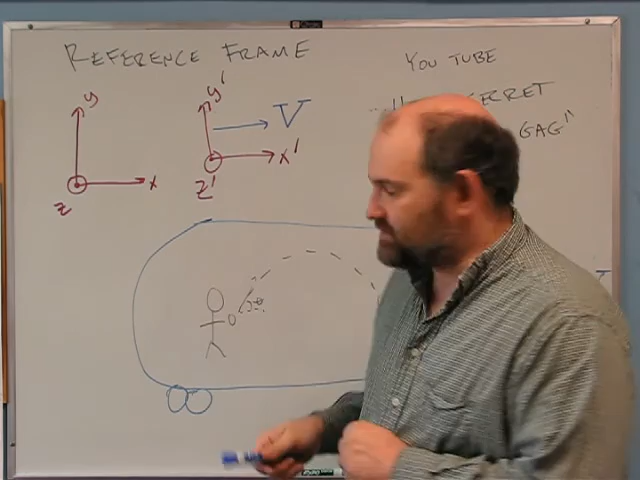 REFERENCE FRAME
YOU TUBE
SECRET
GAG"
y
x
z
y'
V
x'
z'